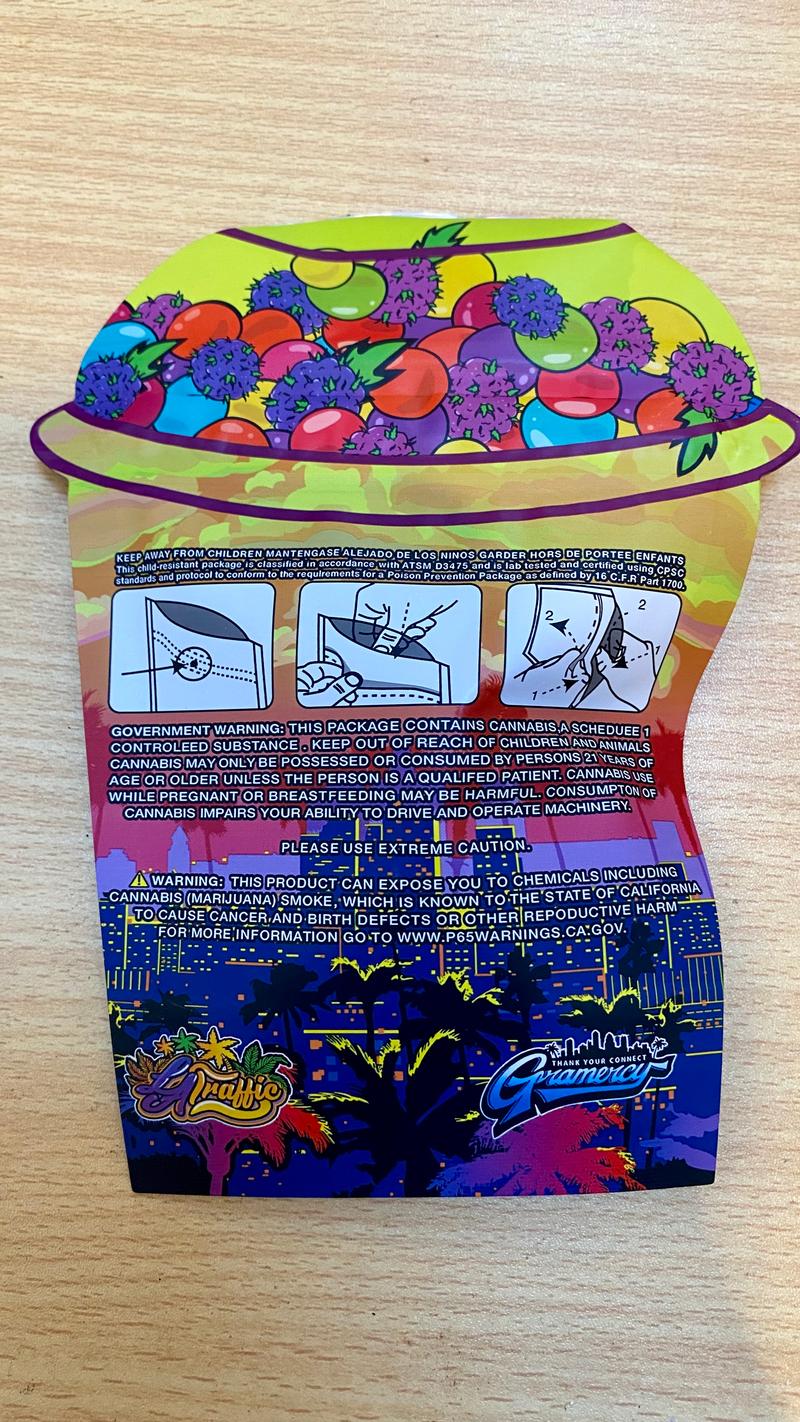 KEEP AWAY FROM CHILDREN MANTENGASE ALEJADO DE LOS NINOS GARDER HORS DE PORTEE ENFANTS
This child-resistant package is classified in accordance with ATSM D3475 and is lab tested and certified using CPSC
standards and protocol to conform to the requirements for a Poison Prevention Package as defined by 16 C.F.R Part 1700.
2
2
1
1
GOVERNMENT WARNING: THIS PACKAGE CONTAINS CANNABIS,A SCHEDUEE 1
CONTROLEED SUBSTANCE . KEEP OUT OF REACH OF CHILDREN AND ANIMALS
CANNABIS MAY ONLY BE POSSESSED OR CONSUMED BY PERSONS 21 YEARS OF
AGE OR OLDER UNLESS THE PERSON IS A QUALIFED PATIENT. CANNABIS USE
WHILE PREGNANT OR BREASTFEEDING MAY BE HARMFUL. CONSUMPTON OF
CANNABIS IMPAIRS YOUR ABILITY TO DRIVE AND OPERATE MACHINERY.
PLEASE USE EXTREME CAUTION.
WARNING: THIS PRODUCT CAN EXPOSE YOU TO CHEMICALS INCLUDING
CANNABIS (MARIJUANA) SMOKE, WHICH IS KNOWN TO THE STATE OF CALIFORNIA
TO CAUSE CANCER AND BIRTH DEFECTS OR OTHER REPRODUCTIVE HARM
FOR MORE INFORMATION GO TO WWW.P65WARNINGS.CA.GOV.
LA Traffic
THANK YOUR CONNECT
Gramercy